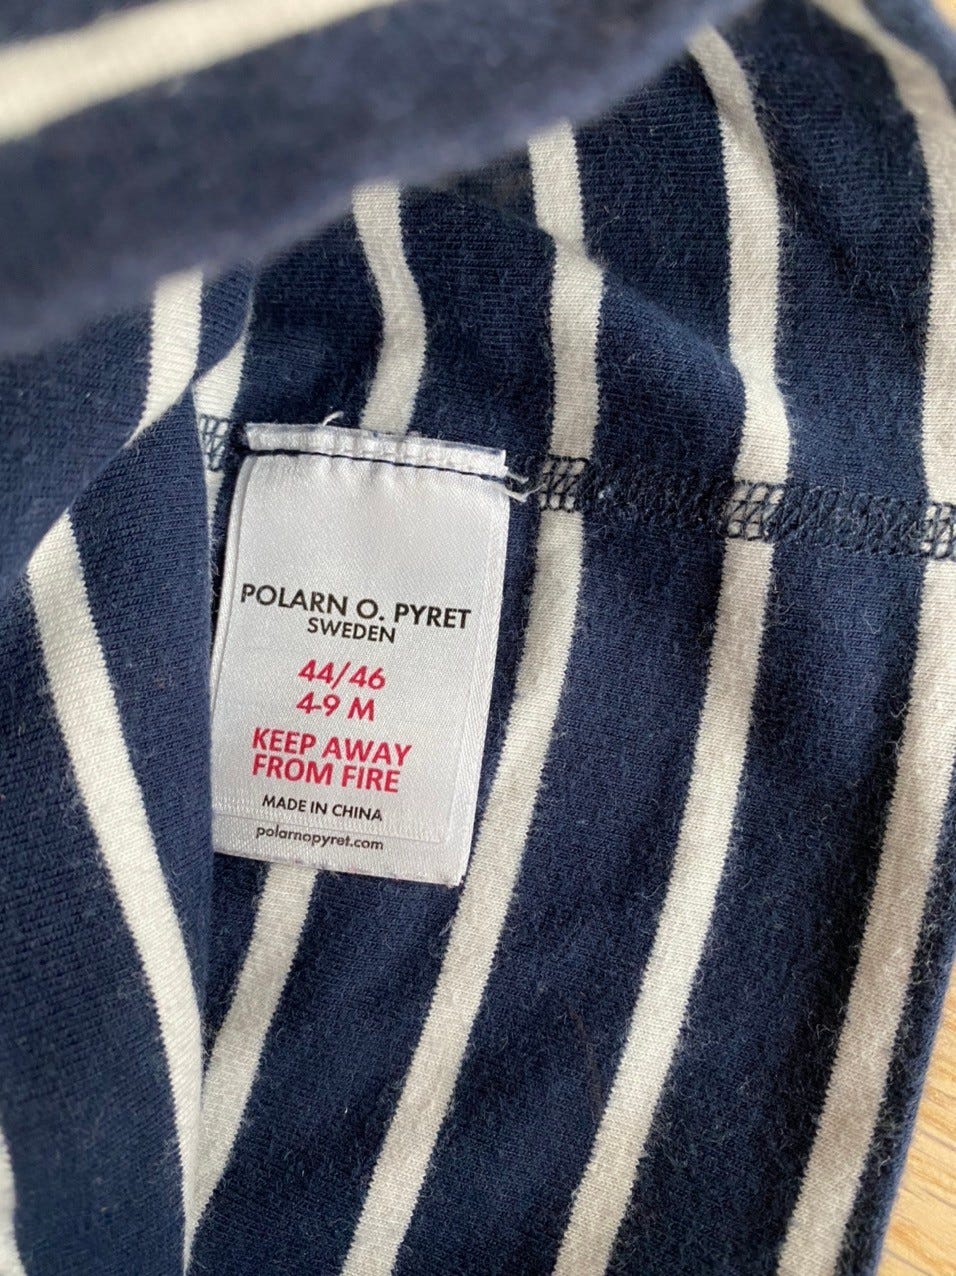 POLARN O. PYRET
SWEDEN
44/46
4-9 M
KEEP AWAY
FROM FIRE
MADE IN CHINA
polarnopyret.com